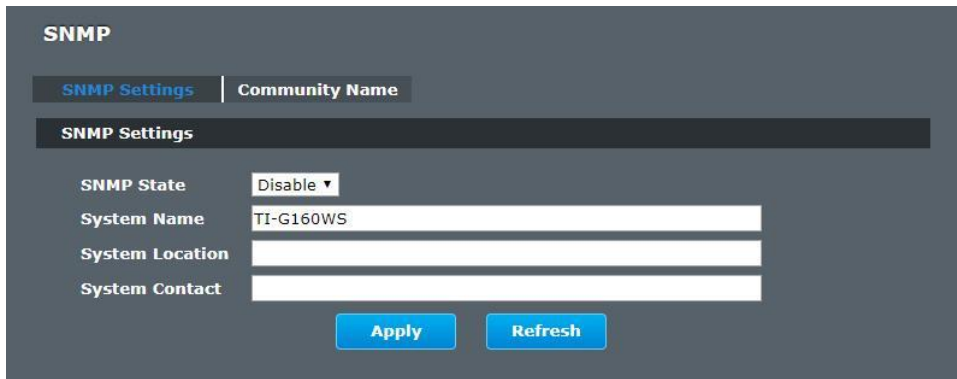 SNMP
SNMP Settings Community Name
SNMP Settings
SNMP State Disable
System Name TI-G160WS
System Location
System Contact
Apply Refresh